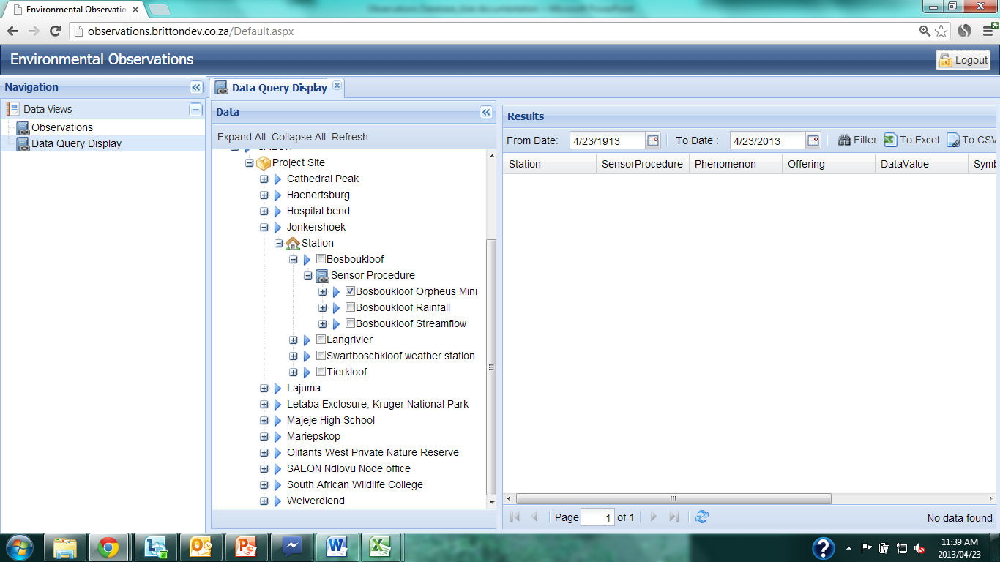 Environmental Observatio
Observations Database User documentation - Microsoft PowerPoint
observations.brittondev.co.za/Default.aspx
Environmental Observations
Logout
Navigation
Data Views
Observations
Data Query Display
Data Query Display
Data
Expand All Collapse All Refresh
Project Site
Cathedral Peak
Haenertsburg
Hospital bend
Jonkershoek
Station
Bosboukloof
Sensor Procedure
Bosboukloof Orpheus Mini
Bosboukloof Rainfall
Bosboukloof Streamflow
Langrivier
Swartboschkloof weather station
Tierkloof
Lajuma
Letaba Exclosure, Kruger National Park
Majeje High School
Mariepskop
Olifants West Private Nature Reserve
SAEON Ndlovu Node office
South African Wildlife College
Welverdiend
Results
From Date: 4/23/1913 To Date : 4/23/2013 Filter To Excel To CSV
Station SensorProcedure Phenomenon Offering DataValue Symb
Page 1 of 1
No data found
11:39 AM
2013/04/23